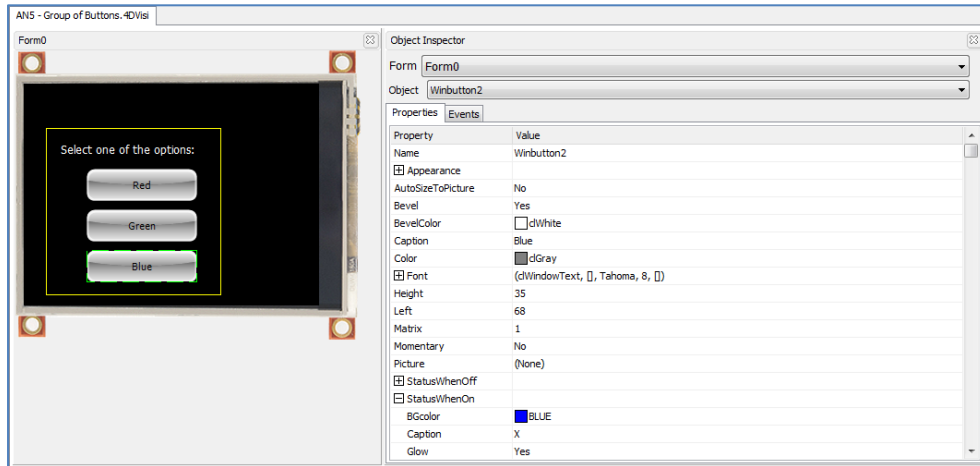 AN5 - Group of Buttons.4DVisi
Form0
Select one of the options:
Red
Green
Blue
Object Inspector
Form Form0
Object Winbutton2
Properties Events
Property Value
Name Winbutton2
Appearance
AutoSizeToPicture No
Bevel Yes
BevelColor clWhite
Caption Blue
Color clGray
Font (clWindowText, [], Tahoma, 8, [])
Height 35
Left 68
Matrix 1
Momentary No
Picture (None)
StatusWhenOff
StatusWhenOn
BGcolor BLUE
Caption X
Glow Yes